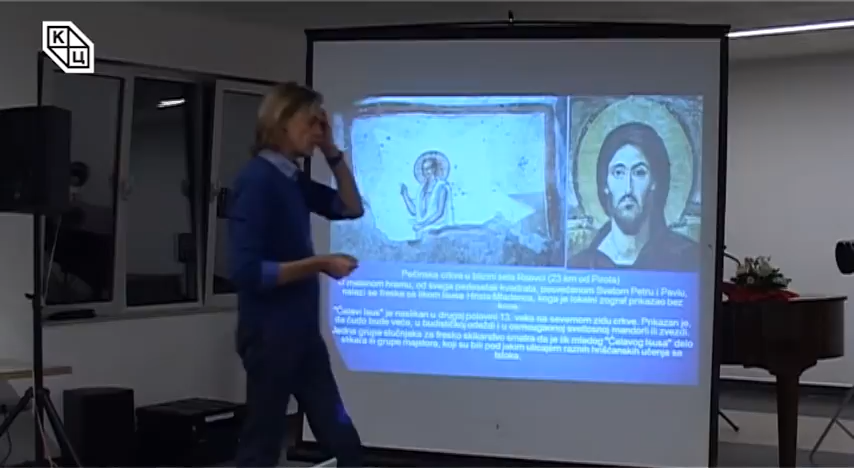 КЦ
Pećinska crkva u blizini sela Rsovci (23 km od Pirota)
U malenom hramu, od svega pedesetak kvadrata, posvećenom Svetom Petru i Pavlu,
nalazi se freska sa likom Isusa Hrista Mladenca, koga je lokalni zograf prikazao bez
kose.
"Ćelavi Isus" je naslikan u drugoj polovini 13. veka na severnom zidu crkve. Prikazan je,
da čudo bude veće, u budističkoj odeždi i u osmougaonoj svetlosnoj mandorli ili zvezdi.
Jedna grupa stučnjaka za fresko slikarstvo smatra da je lik mladog "Ćelavog Isusa" delo
slikara ili grupe majstora, koji su bili pod jakim uticajem raznih hrišćanskih učenja sa
Istoka.